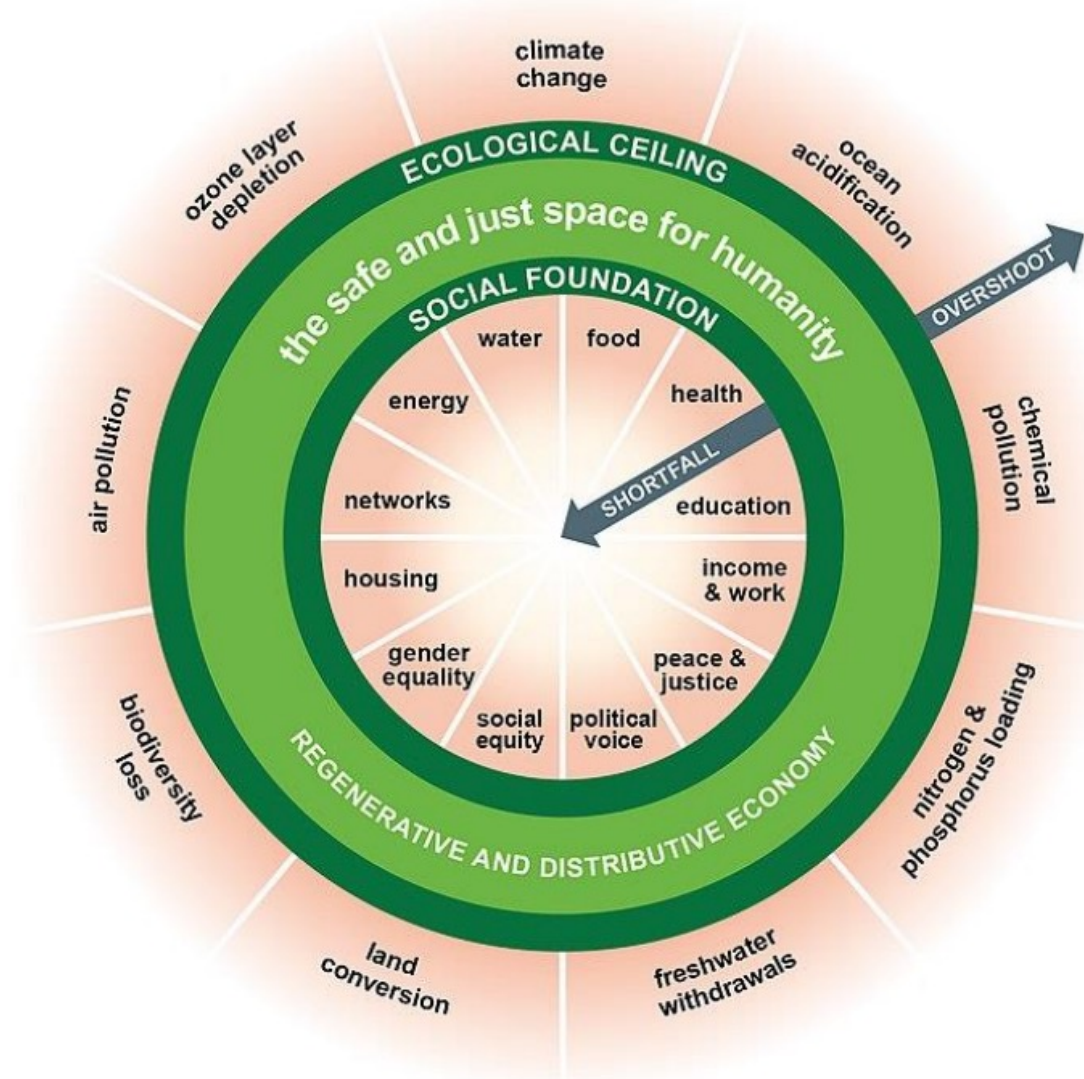 climate
change
ocean
acidification
ozone layer
depletion
ECOLOGICAL CEILING
the safe and just space for humanity
OVERSHOOT
SOCIAL FOUNDATION
water
food
energy
health
SHORTFALL
air pollution
chemical
pollution
networks
education
housing
income
& work
gender
equality
peace &
justice
social
equity
political
voice
biodiversity
loss
REGENERATIVE AND DISTRIBUTIVE ECONOMY
nitrogen &
phosphorus loading
land
conversion
freshwater
withdrawals